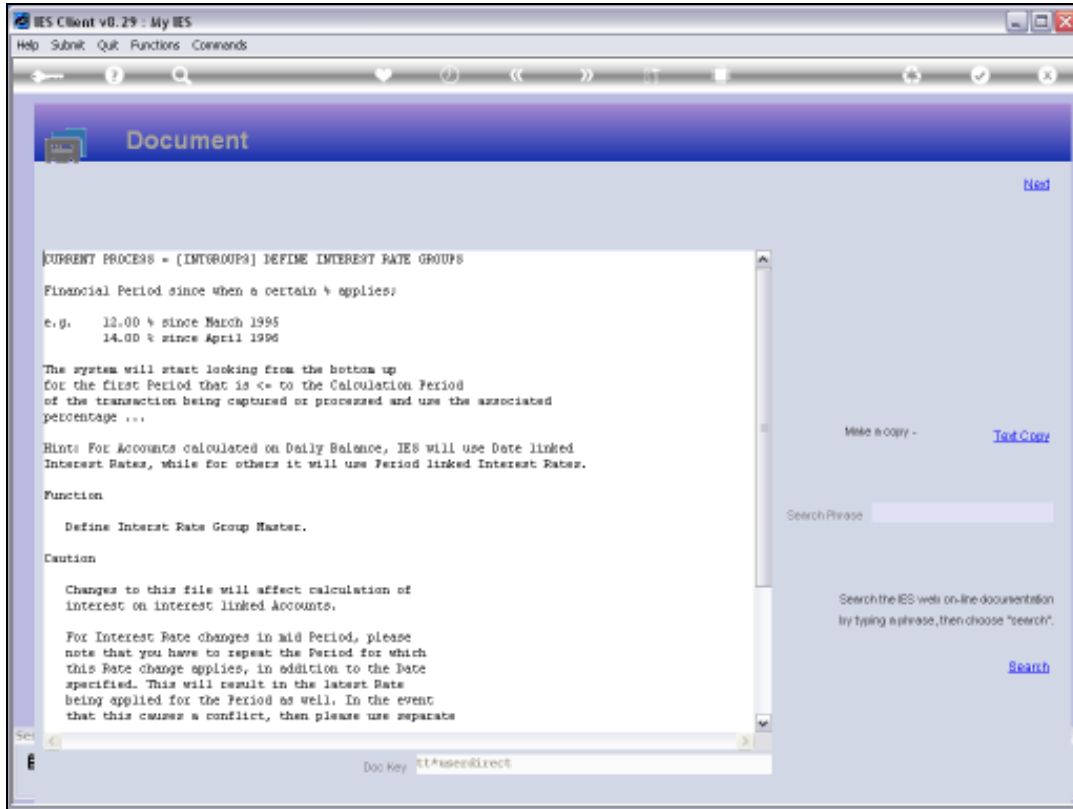 IES Client v8.29 : My IES
Help Submit Quit Functions Commands
Document
Next
CURRENT PROCESS = [INTGROUPS] DEFINE INTEREST RATE GROUPS
Financial Period since when a certain % applies;
e.g. 12.00 % since March 1995
14.00 % since April 1996
The system will start looking from the bottom up
for the first Period that is <= to the Calculation Period
of the transaction being captured or processed and use the associated
percentage ...
Hint: For Accounts calculated on Daily Balance, IES will use Date linked
Interest Rates, while for others it will use Period linked Interest Rates.
Function
Define Interst Rate Group Master.
Caution
Changes to this file will affect calculation of
interest on interest linked Accounts.
For Interest Rate changes in mid Period, please
note that you have to repeat the Period for which
this Rate change applies, in addition to the Date
specified. This will result in the latest Rate
being applied for the Period as well. In the event
that this causes a conflict, then please use separate
Make a copy -
Text Copy
Search Phrase
Search the IES web on-line documentation
by typing a phrase, then choose "search".
Search
Doc Key tt*userdirect